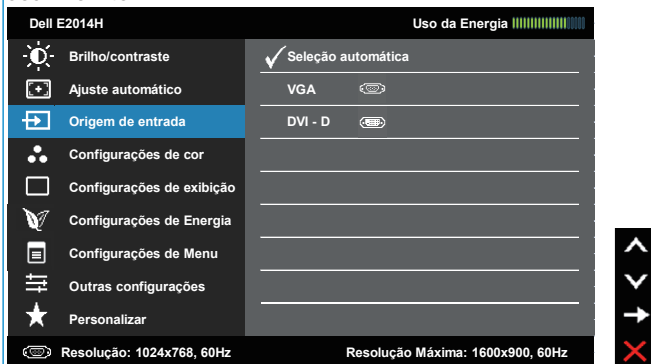 Dell E2014H
Uso da Energia
Brilho/contraste
Seleção automática
Ajuste automático
VGA
Origem de entrada
DVI - D
Configurações de cor
Configurações de exibição
Configurações de Energia
Configurações de Menu
Outras configurações
Personalizar
Resolução: 1024x768, 60Hz
Resolução Máxima: 1600x900, 60Hz